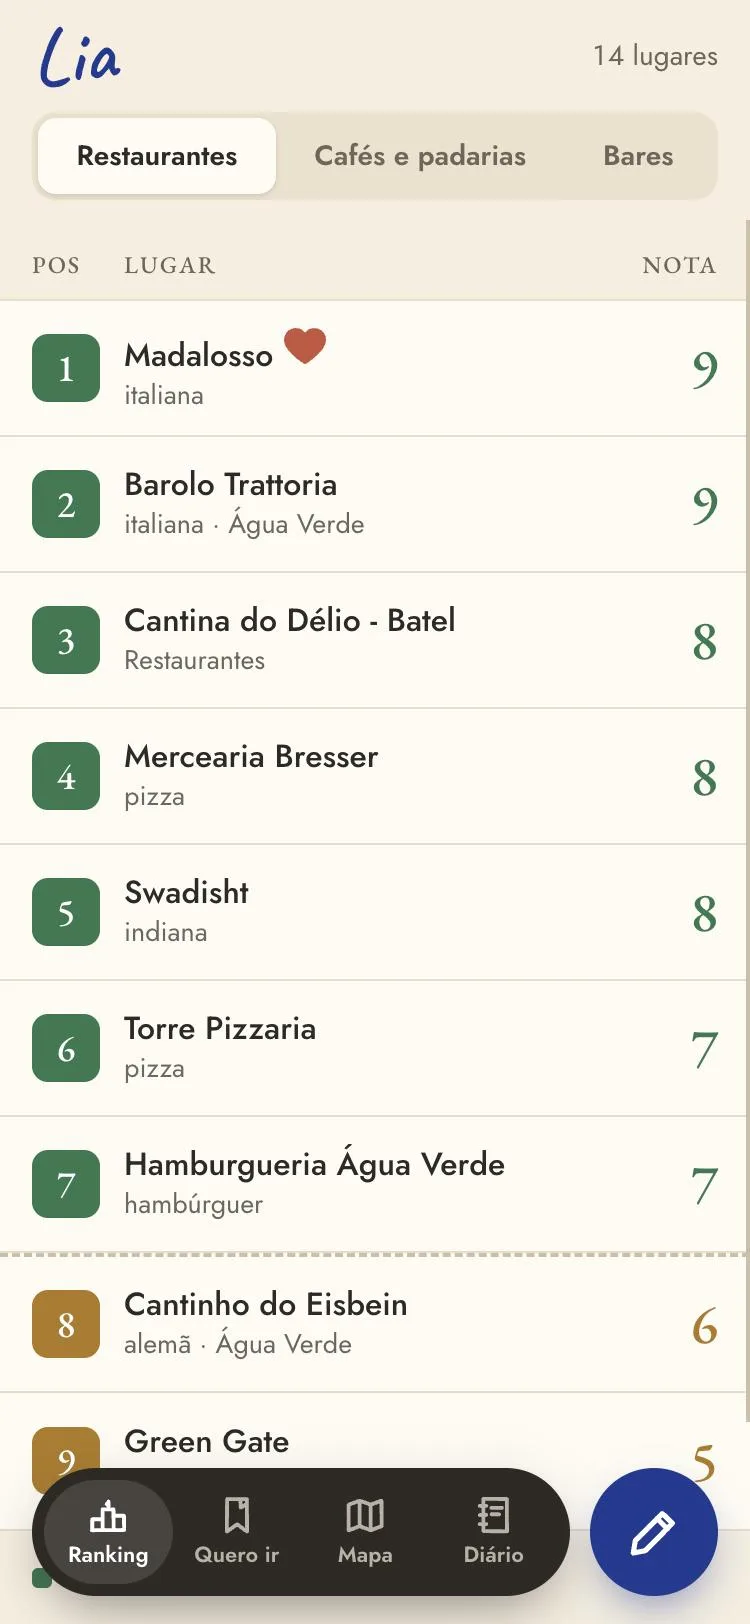 Lia
14 lugares
Restaurantes
Cafés e padarias
Bares
POS
LUGAR
NOTA
1
Madalosso
italiana
9
2
Barolo Trattoria
italiana · Água Verde
9
3
Cantina do Délio - Batel
Restaurantes
8
4
Mercearia Bresser
pizza
8
5
Swadisht
indiana
8
6
Torre Pizzaria
pizza
7
7
Hamburgueria Água Verde
hambúrguer
7
8
Cantinho do Eisbein
alemã · Água Verde
6
9
Green Gate
5
Ranking
Quero ir
Mapa
Diário